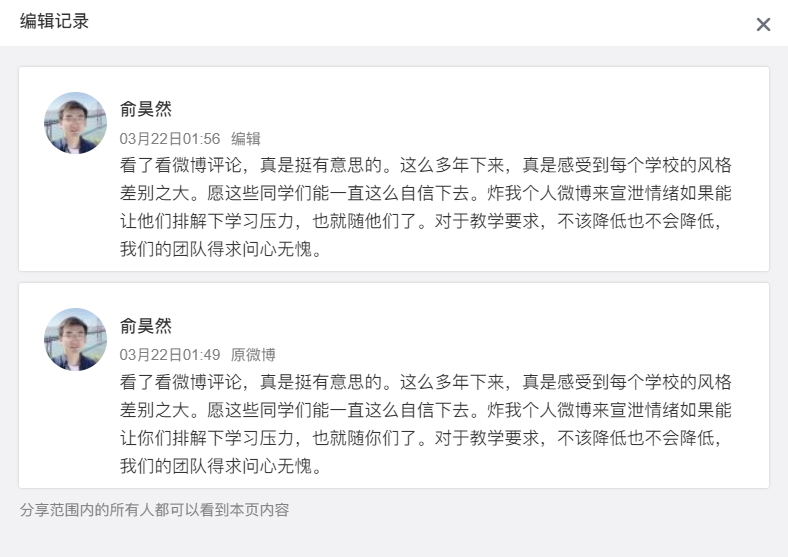 编辑记录
俞昊然
03月22日01:56 编辑
看了看微博评论，真是挺有意思的。这么多年下来，真是感受到每个学校的风格
差别之大。愿这些同学们能一直这么自信下去。炸我个人微博来宣泄情绪如果能
让他们排解下学习压力，也就随他们了。对于教学要求，不该降低也不会降低，
我们的团队得求问心无愧。
俞昊然
03月22日01:49 原微博
看了看微博评论，真是挺有意思的。这么多年下来，真是感受到每个学校的风格
差别之大。愿这些同学们能一直这么自信下去。炸我个人微博来宣泄情绪如果能
让你们排解下学习压力，也就随你们了。对于教学要求，不该降低也不会降低，
我们的团队得求问心无愧。
分享范围内的所有人都可以看到本页内容